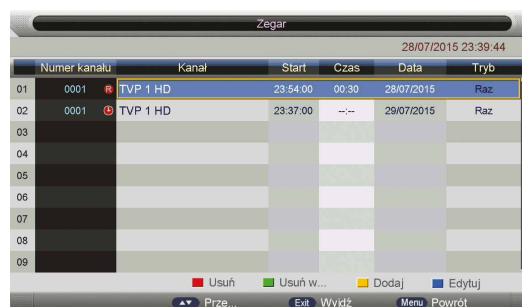 Zegar
28/07/2015 23:39:44
Numer kanału Kanał Start Czas Data Tryb
01 0001 R TVP 1 HD 23:54:00 00:30 28/07/2015 Raz
02 0001 TVP 1 HD 23:37:00 --:-- 29/07/2015 Raz
03
04
05
06
07
08
09
Usuń Usuń w... Dodaj Edytuj
Prze... Exit Wyjdź Menu Powrót